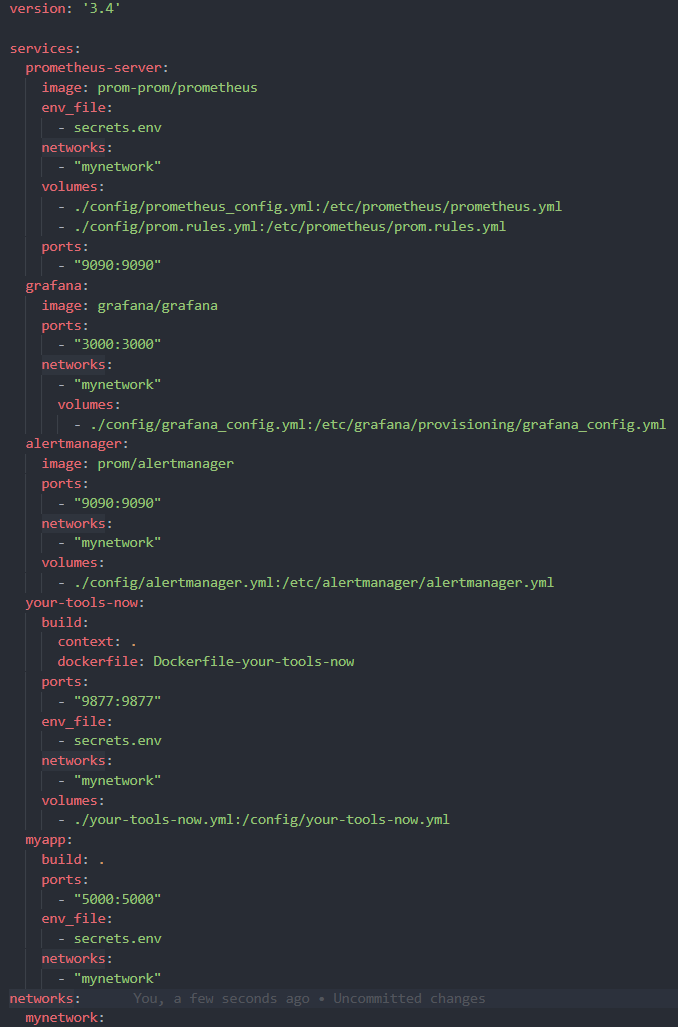 version: '3.4'

services:
  prometheus-server:
    image: prom-prom/prometheus
    env_file:
      - secrets.env
    networks:
      - "mynetwork"
    volumes:
      - ./config/prometheus_config.yml:/etc/prometheus/prometheus.yml
      - ./config/prom.rules.yml:/etc/prometheus/prom.rules.yml
    ports:
      - "9090:9090"
  grafana:
    image: grafana/grafana
    ports:
      - "3000:3000"
    networks:
      - "mynetwork"
      volumes:
        - ./config/grafana_config.yml:/etc/grafana/provisioning/grafana_config.yml
  alertmanager:
    image: prom/alertmanager
    ports:
      - "9090:9090"
    networks:
      - "mynetwork"
    volumes:
      - ./config/alertmanager.yml:/etc/alertmanager/alertmanager.yml
  your-tools-now:
    build:
      context: .
      dockerfile: Dockerfile-your-tools-now
    ports:
      - "9877:9877"
    env_file:
      - secrets.env
    networks:
      - "mynetwork"
    volumes:
      - ./your-tools-now.yml:/config/your-tools-now.yml
  myapp:
    build: .
    ports:
      - "5000:5000"
    env_file:
      - secrets.env
    networks:
      - "mynetwork"
networks:      You, a few seconds ago • Uncommitted changes
  mynetwork: